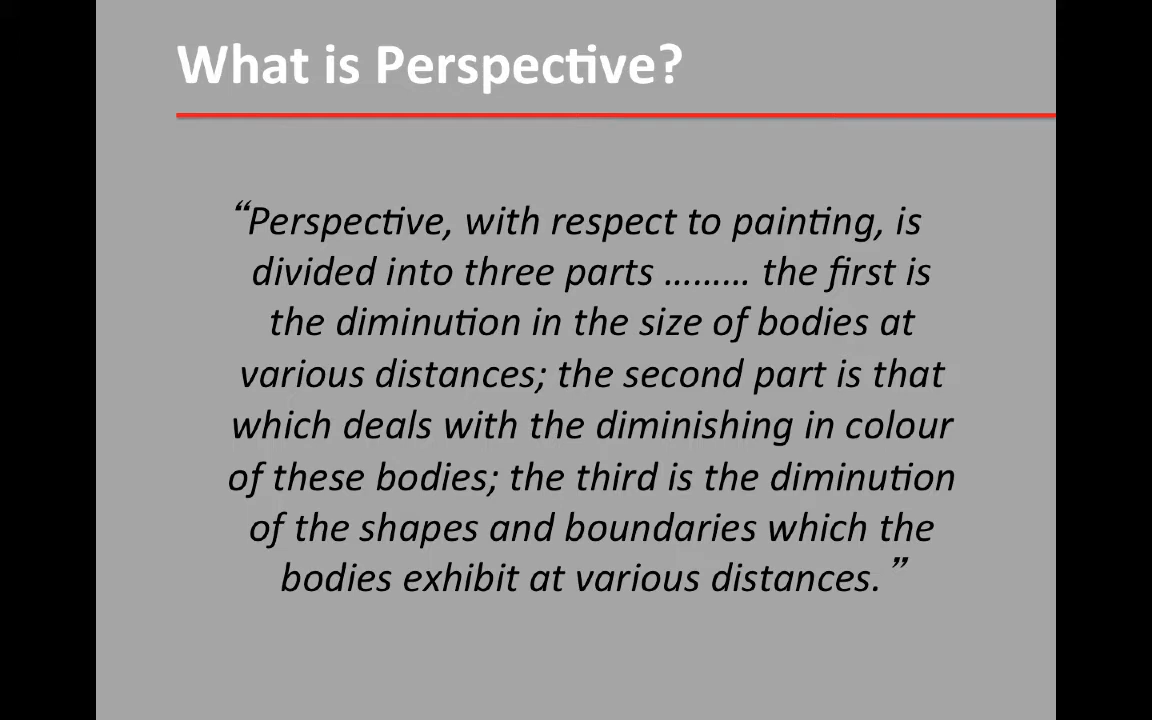 What is Perspective?
“Perspective, with respect to painting, is
divided into three parts ……… the first is
the diminution in the size of bodies at
various distances; the second part is that
which deals with the diminishing in colour
of these bodies; the third is the diminution
of the shapes and boundaries which the
bodies exhibit at various distances.”